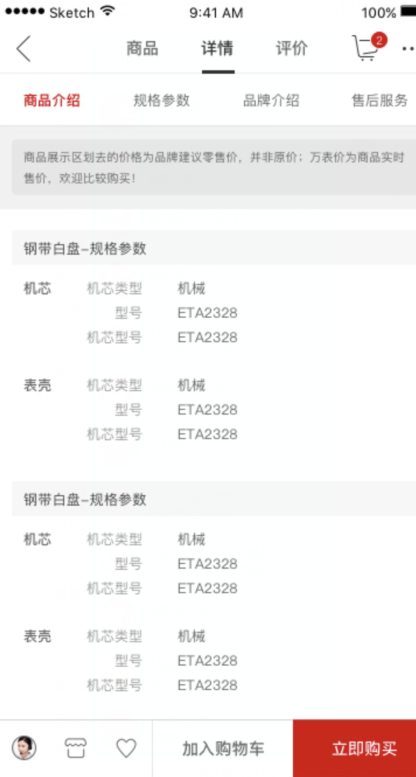 Sketch 9:41 AM 100%
商品 详情 评价 2
商品介绍 规格参数 品牌介绍 售后服务
商品展示区划去的价格为品牌建议零售价，并非原价；万表价为商品实时
售价，欢迎比较购买！
钢带白盘-规格参数
机芯 机芯类型 机械
型号 ETA2328
机芯型号 ETA2328
表壳 机芯类型 机械
型号 ETA2328
机芯型号 ETA2328
钢带白盘-规格参数
机芯 机芯类型 机械
型号 ETA2328
机芯型号 ETA2328
表壳 机芯类型 机械
型号 ETA2328
机芯型号 ETA2328
加入购物车 立即购买